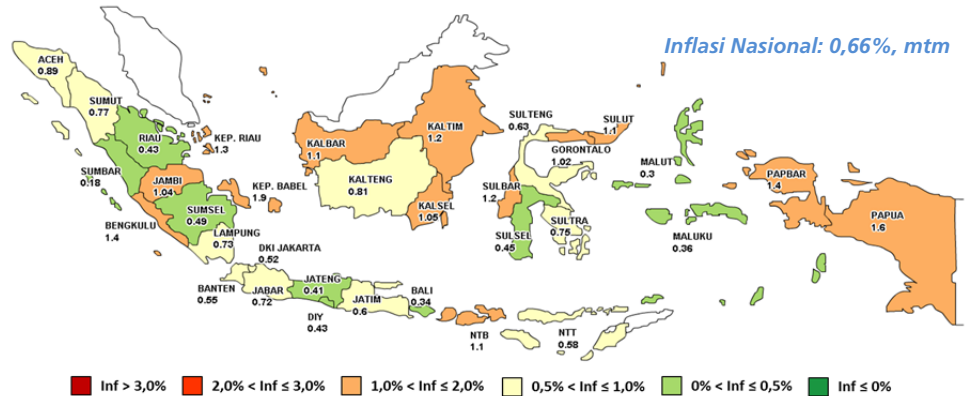 Inflasi Nasional: 0,66%, mtm
ACEH
0.89
SUMUT
0.77
RIAU
0.43
KEP. RIAU
1.3
SUMBAR
0.18
JAMBI
1.04
KEP. BABEL
1.9
SUMSEL
0.49
BENGKULU
1.4
LAMPUNG
0.73
DKI JAKARTA
0.52
BANTEN
0.55
JABAR
0.72
JATENG
0.41
DIY
0.43
JATIM
0.6
BALI
0.34
NTB
1.1
NTT
0.58
KALBAR
1.1
KALTENG
0.81
KALTIM
1.2
KALSEL
1.05
SULTENG
0.63
SULUT
1.1
GORONTALO
1.02
SULBAR
1.2
SULSEL
0.45
SULTRA
0.75
MALUT
0.3
MALUKU
0.36
PAPBAR
1.4
PAPUA
1.6
Inf > 3,0% 2,0% < Inf ≤ 3,0% 1,0% < Inf ≤ 2,0% 0,5% < Inf ≤ 1,0% 0% < Inf ≤ 0,5% Inf ≤ 0%